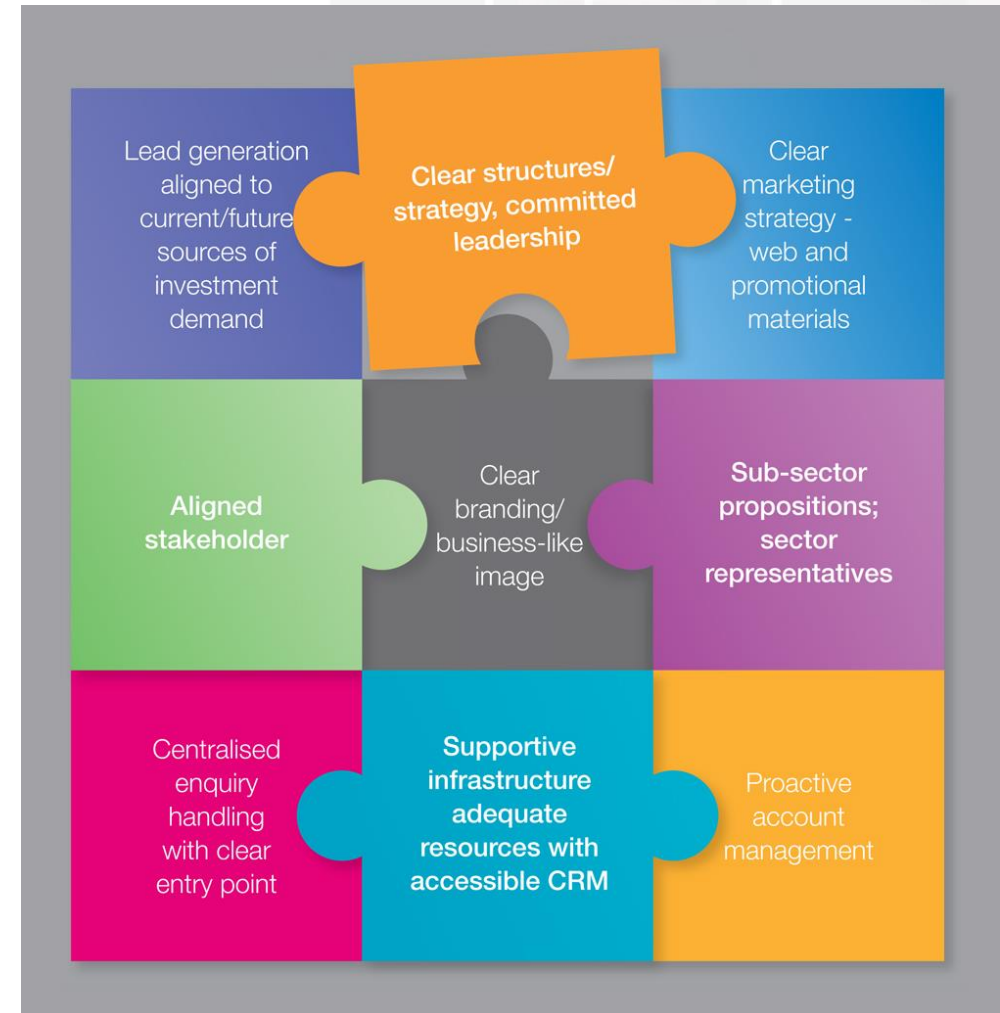 Lead generation
aligned to
current/future
sources of
investment
demand
Clear structures/
strategy, committed
leadership
Clear
marketing
strategy -
web and
promotional
materials
Aligned
stakeholder
Clear
branding/
business-like
image
Sub-sector
propositions;
sector
representatives
Centralised
enquiry
handling
with clear
entry point
Supportive
infrastructure
adequate
resources with
accessible CRM
Proactive
account
management